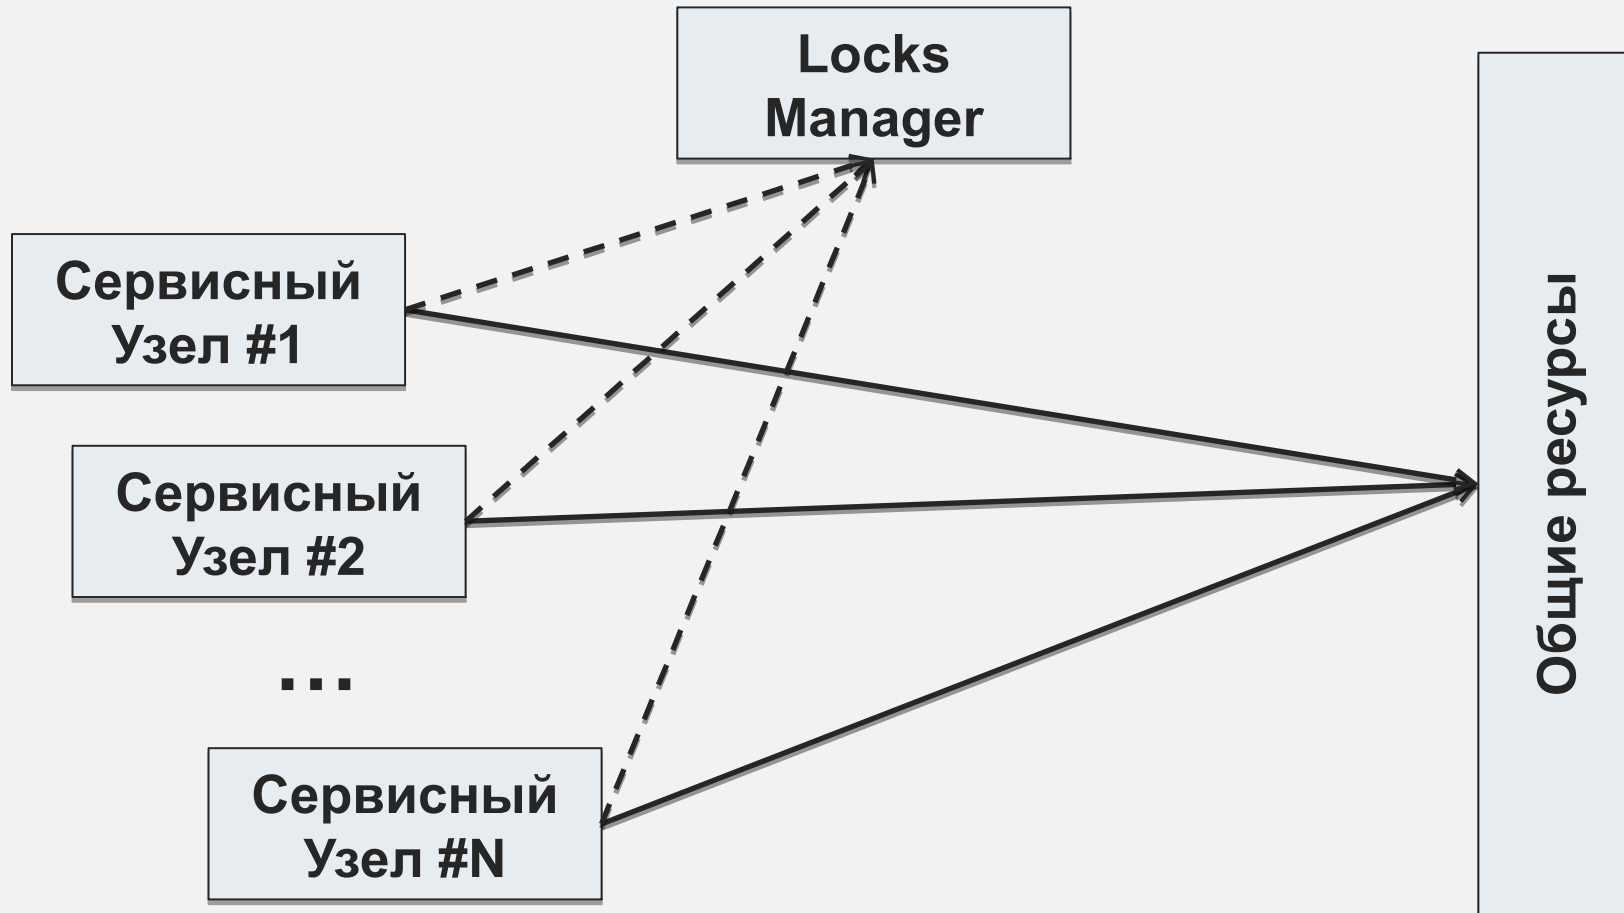 Locks
Manager
Сервисный
Узел #1
Сервисный
Узел #2
...
Сервисный
Узел #N
Общие ресурсы